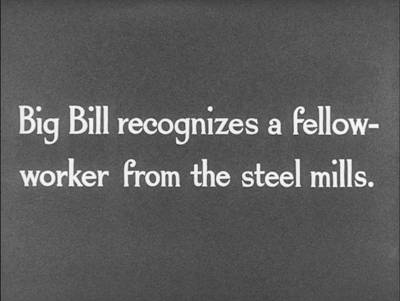 Big Bill recognizes a fellow-
worker from the steel mills.